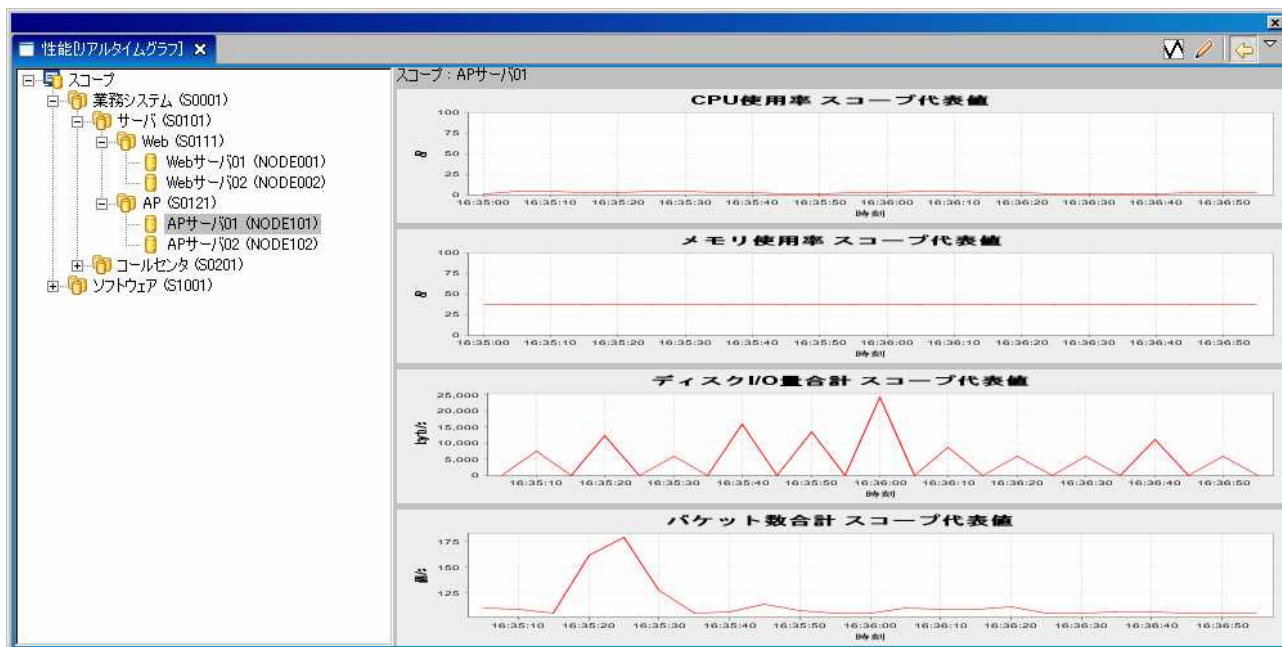 性能[リアルタイムグラフ]
スコープ
業務システム (S0001)
サーバ (S0101)
Web (S0111)
Webサーバ01 (NODE001)
Webサーバ02 (NODE002)
AP (S0121)
APサーバ01 (NODE101)
APサーバ02 (NODE102)
コールセンタ (S0201)
ソフトウェア (S1001)
スコープ : APサーバ01
CPU使用率 スコープ代表値
100
75
50
25
0
16:35:00 16:35:10 16:35:20 16:35:30 16:35:40 16:35:50 16:36:00 16:36:10 16:36:20 16:36:30 16:36:40 16:36:50
時刻
メモリ使用率 スコープ代表値
100
75
50
25
0
16:35:00 16:35:10 16:35:20 16:35:30 16:35:40 16:35:50 16:36:00 16:36:10 16:36:20 16:36:30 16:36:40 16:36:50
時刻
ディスクI/O量合計 スコープ代表値
25,000
20,000
15,000
10,000
5,000
0
16:35:10 16:35:20 16:35:30 16:35:40 16:35:50 16:36:00 16:36:10 16:36:20 16:36:30 16:36:40 16:36:50
時刻
パケット数合計 スコープ代表値
175
150
125
16:35:10 16:35:20 16:35:30 16:35:40 16:35:50 16:36:00 16:36:10 16:36:20 16:36:30 16:36:40 16:36:50
時刻